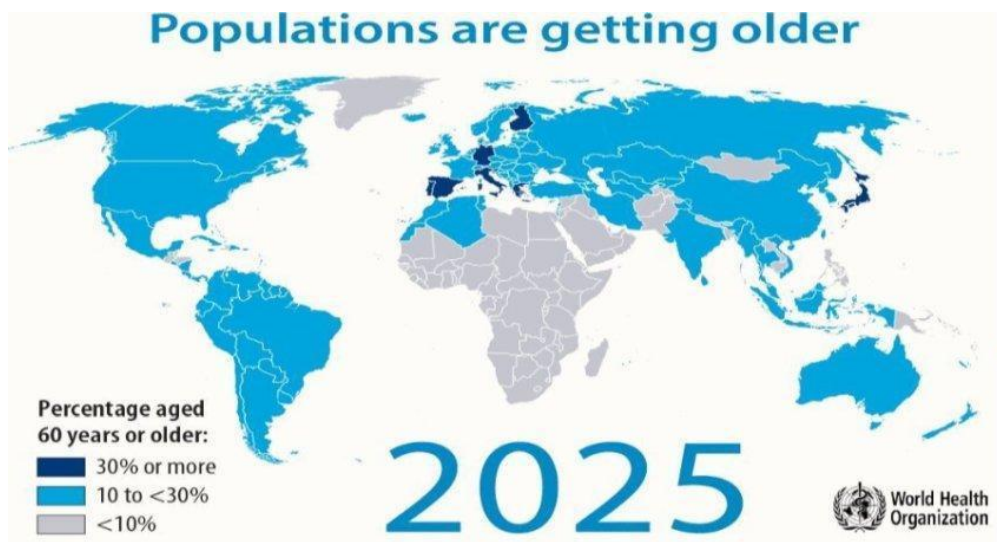 Populations are getting older
Percentage aged
60 years or older:
30% or more
10 to <30%
<10%
2025
World Health
Organization